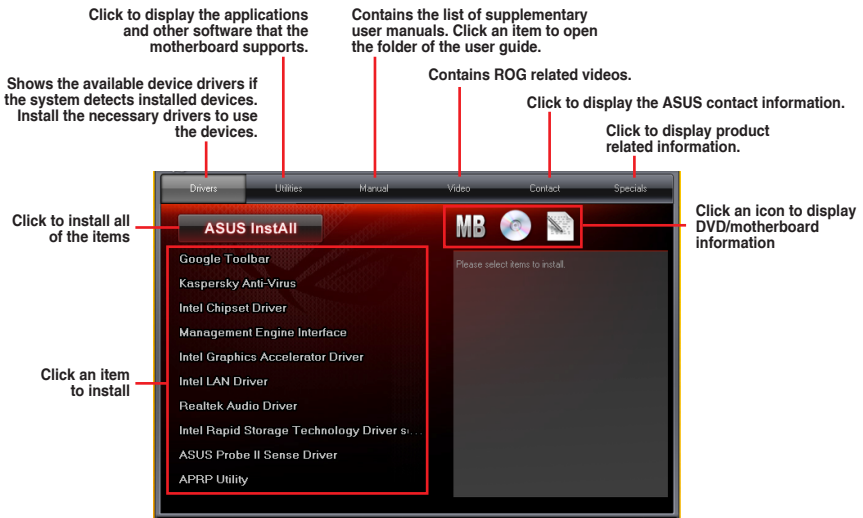 Click to display the applications
and other software that the
motherboard supports.
Contains the list of supplementary
user manuals. Click an item to open
the folder of the user guide.
Shows the available device drivers if
the system detects installed devices.
Install the necessary drivers to use
the devices.
Contains ROG related videos.
Click to display the ASUS contact information.
Click to display product
related information.
Drivers
Utilities
Manual
Video
Contact
Specials
Click to install all
of the items
ASUS InstAll
MB
Click an icon to display
DVD/motherboard
information
Please select items to install.
Click an item
to install
Google Toolbar
Kaspersky Anti-Virus
Intel Chipset Driver
Management Engine Interface
Intel Graphics Accelerator Driver
Intel LAN Driver
Realtek Audio Driver
Intel Rapid Storage Technology Driver s...
ASUS Probe II Sense Driver
APRP Utility